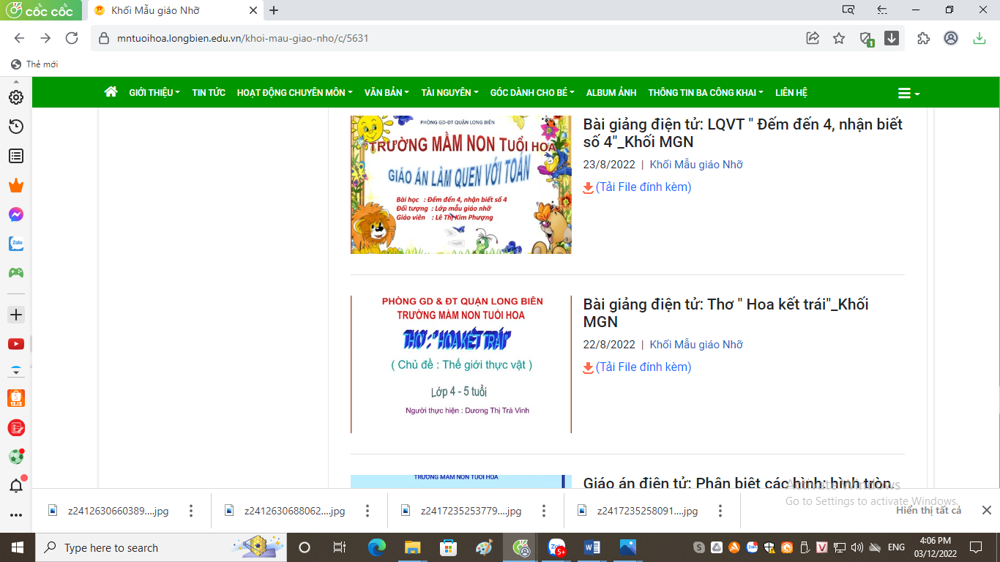 cốc cốc
Khối Mẫu giáo Nhỡ
mntuoihoa.longbien.edu.vn/khoi-mau-giao-nho/c/5631
1
Thẻ mới
GIỚI THIỆU
TIN TỨC
HOẠT ĐỘNG CHUYÊN MÔN
VĂN BẢN
TÀI NGUYÊN
GÓC DÀNH CHO BÉ
ALBUM ẢNH
THÔNG TIN BA CÔNG KHAI
LIÊN HỆ
PHÒNG GD-ĐT QUẬN LONG BIÊN
TRƯỜNG MẦM NON TUỔI HOA
GIÁO ÁN LÀM QUEN VỚI TOÁN
Bài học : Đếm đến 4, nhận biết số 4
Đối tượng : Lớp mẫu giáo nhỡ
Giáo viên : Lê Thị Kim Phượng
Bài giảng điện tử: LQVT " Đếm đến 4, nhận biết
số 4"_Khối MGN
23/8/2022 | Khối Mẫu giáo Nhỡ
(Tải File đính kèm)
PHÒNG GD & ĐT QUẬN LONG BIÊN
TRƯỜNG MẦM NON TUỔI HOA
THƠ : " HOA KẾT TRÁI"
( Chủ đề : Thế giới thực vật )
Lớp 4 - 5 tuổi
Người thực hiện : Dương Thị Trà Vinh
Bài giảng điện tử: Thơ " Hoa kết trái"_Khối
MGN
22/8/2022 | Khối Mẫu giáo Nhỡ
(Tải File đính kèm)
TRƯỜNG MẦM NON TUỔI HOA
Giáo án điện tử: Phân biệt các hình: hình tròn,
Zalo
12.12
Activate Windows
Go to Settings to activate Windows.
z2412630660389....jpg
z2412630688062....jpg
z2417235253779....jpg
z2417235258091....jpg
Hiển thị tất cả
Type here to search
Zalo
5+
ENG
4:06 PM
03/12/2022